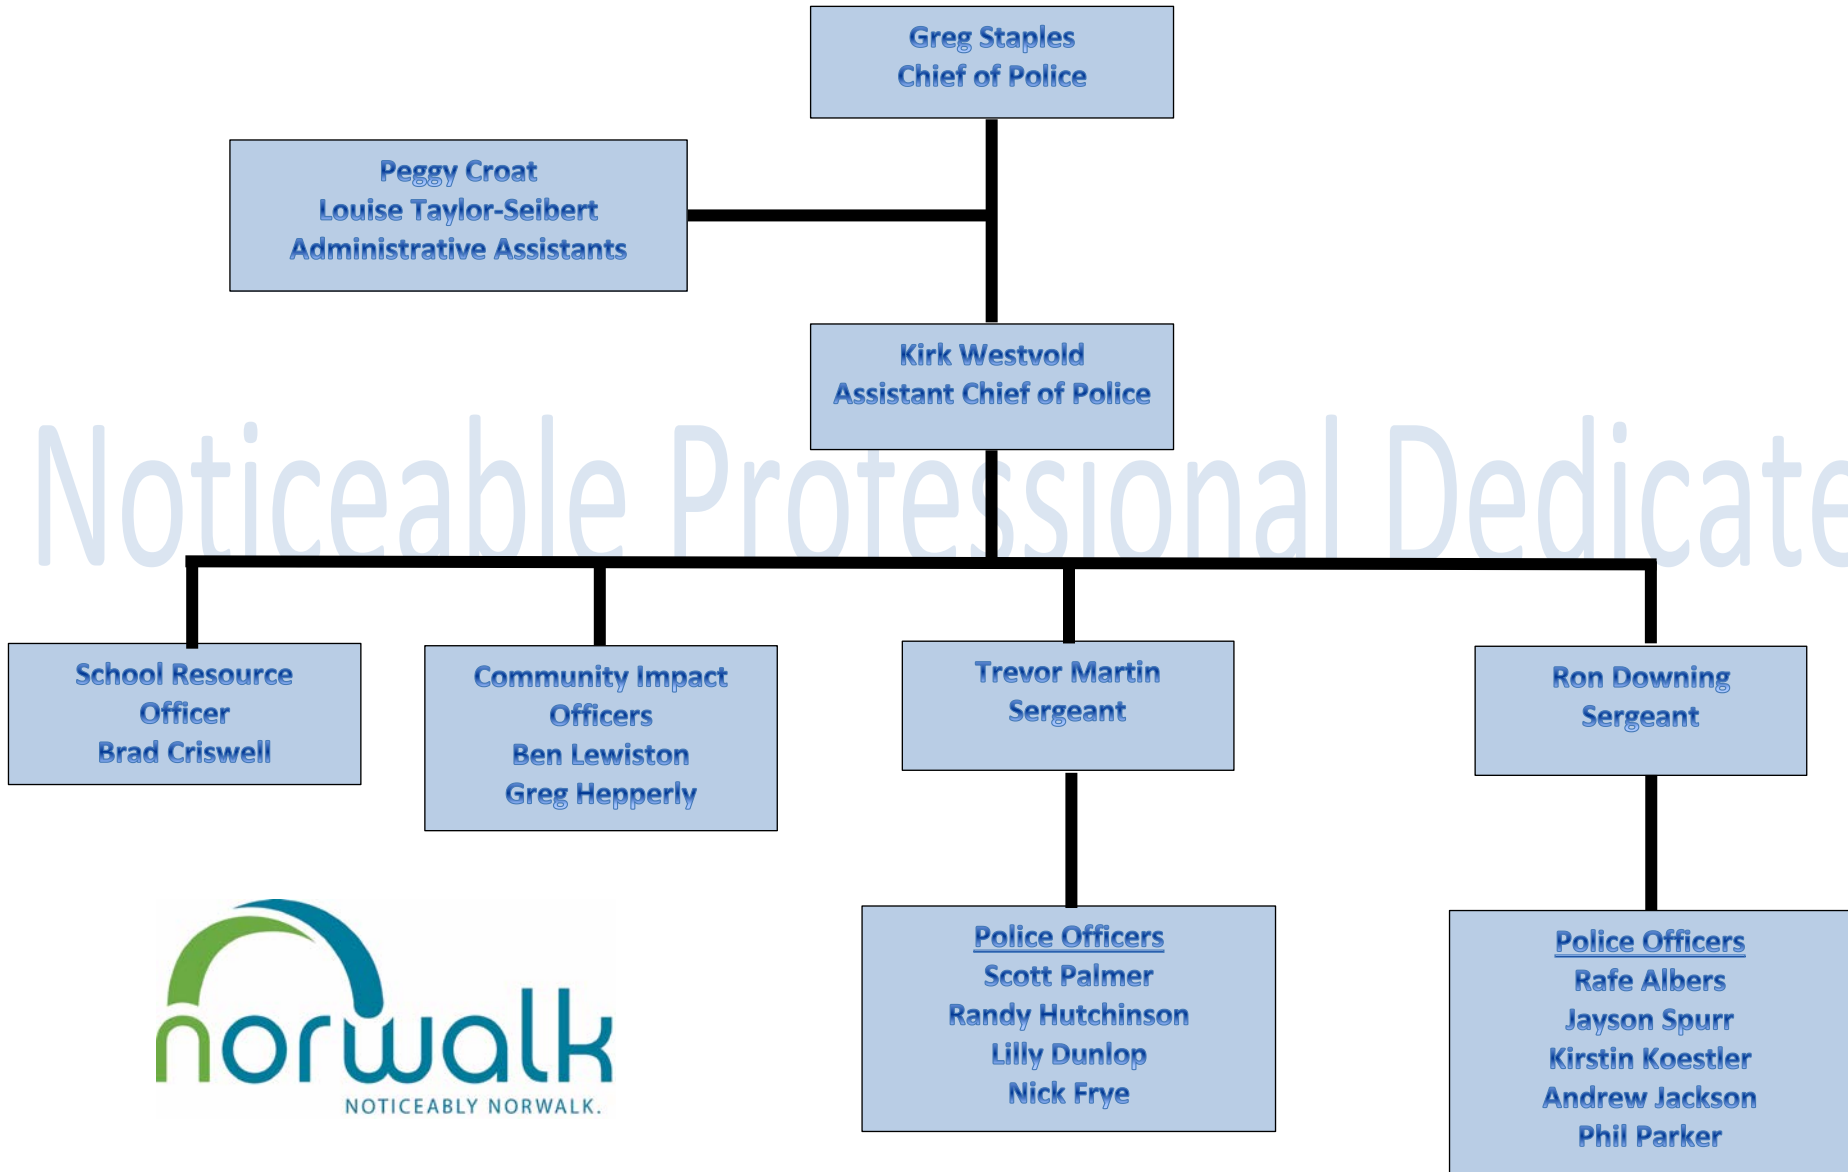 Greg Staples
Chief of Police
Peggy Croat
Louise Taylor-Seibert
Administrative Assistants
Kirk Westvold
Assistant Chief of Police
Noticeable Professional Dedicate
School Resource
Officer
Brad Criswell
Community Impact
Officers
Ben Lewiston
Greg Hepperly
Trevor Martin
Sergeant
Ron Downing
Sergeant
Police Officers
Scott Palmer
Randy Hutchinson
Lilly Dunlop
Nick Frye
Police Officers
Rafe Albers
Jayson Spurr
Kirstin Koestler
Andrew Jackson
Phil Parker
norwalk
NOTICEABLY NORWALK.